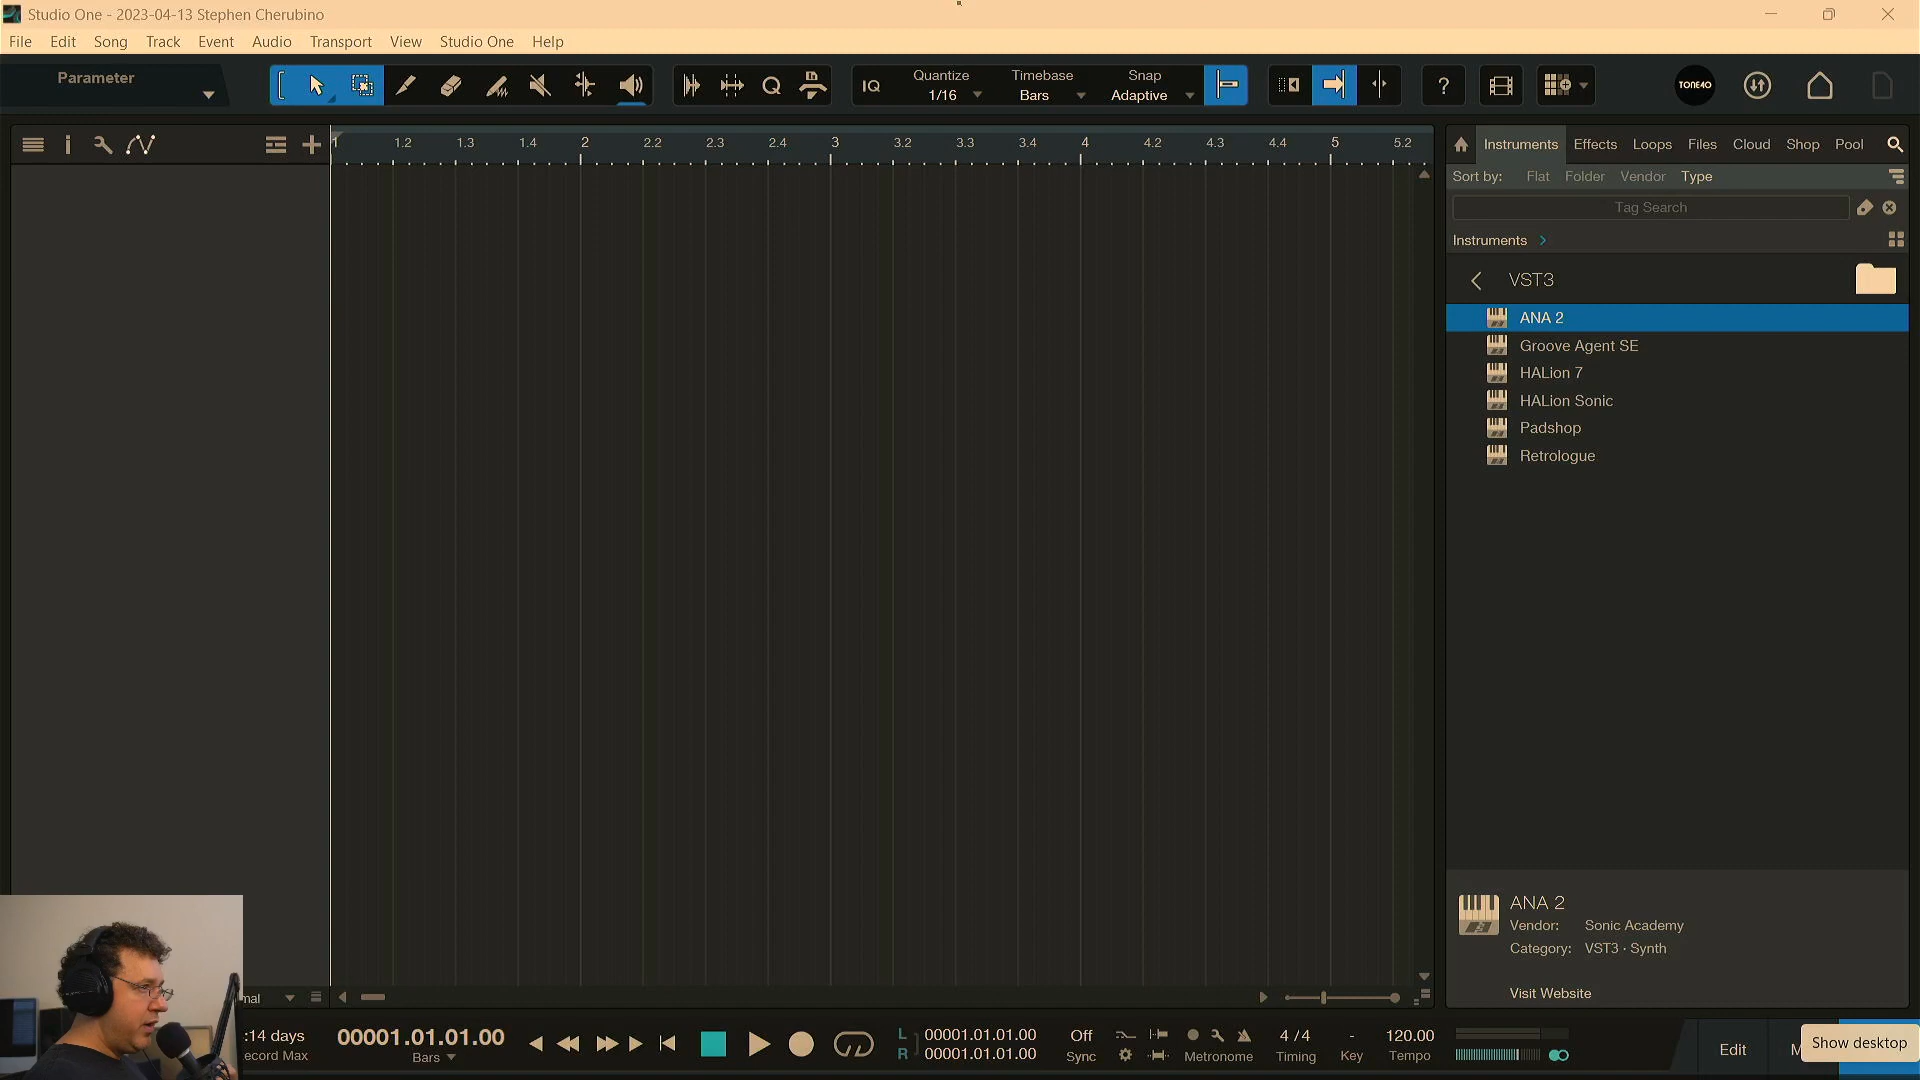 Studio One - 2023-04-13 Stephen Cherubino
File Edit Song Track Event Audio Transport View Studio One Help
Parameter
IQ
Quantize
1/16
Timebase
Bars
Snap
Adaptive
?
TONE40
1 1.2 1.3 1.4 2 2.2 2.3 2.4 3 3.2 3.3 3.4 4 4.2 4.3 4.4 5 5.2
Instruments Effects Loops Files Cloud Shop Pool
Sort by: Flat Folder Vendor Type
Tag Search
Instruments
VST3
ANA 2
Groove Agent SE
HALion 7
HALion Sonic
Padshop
Retrologue
ANA 2
Vendor: Sonic Academy
Category: VST3 · Synth
Visit Website
mal
:14 days
ecord Max
00001.01.01.00
Bars
L 00001.01.01.00
R 00001.01.01.00
Off
Sync
Metronome
4 / 4
Timing
-
Key
120.00
Tempo
Edit
M
Show desktop